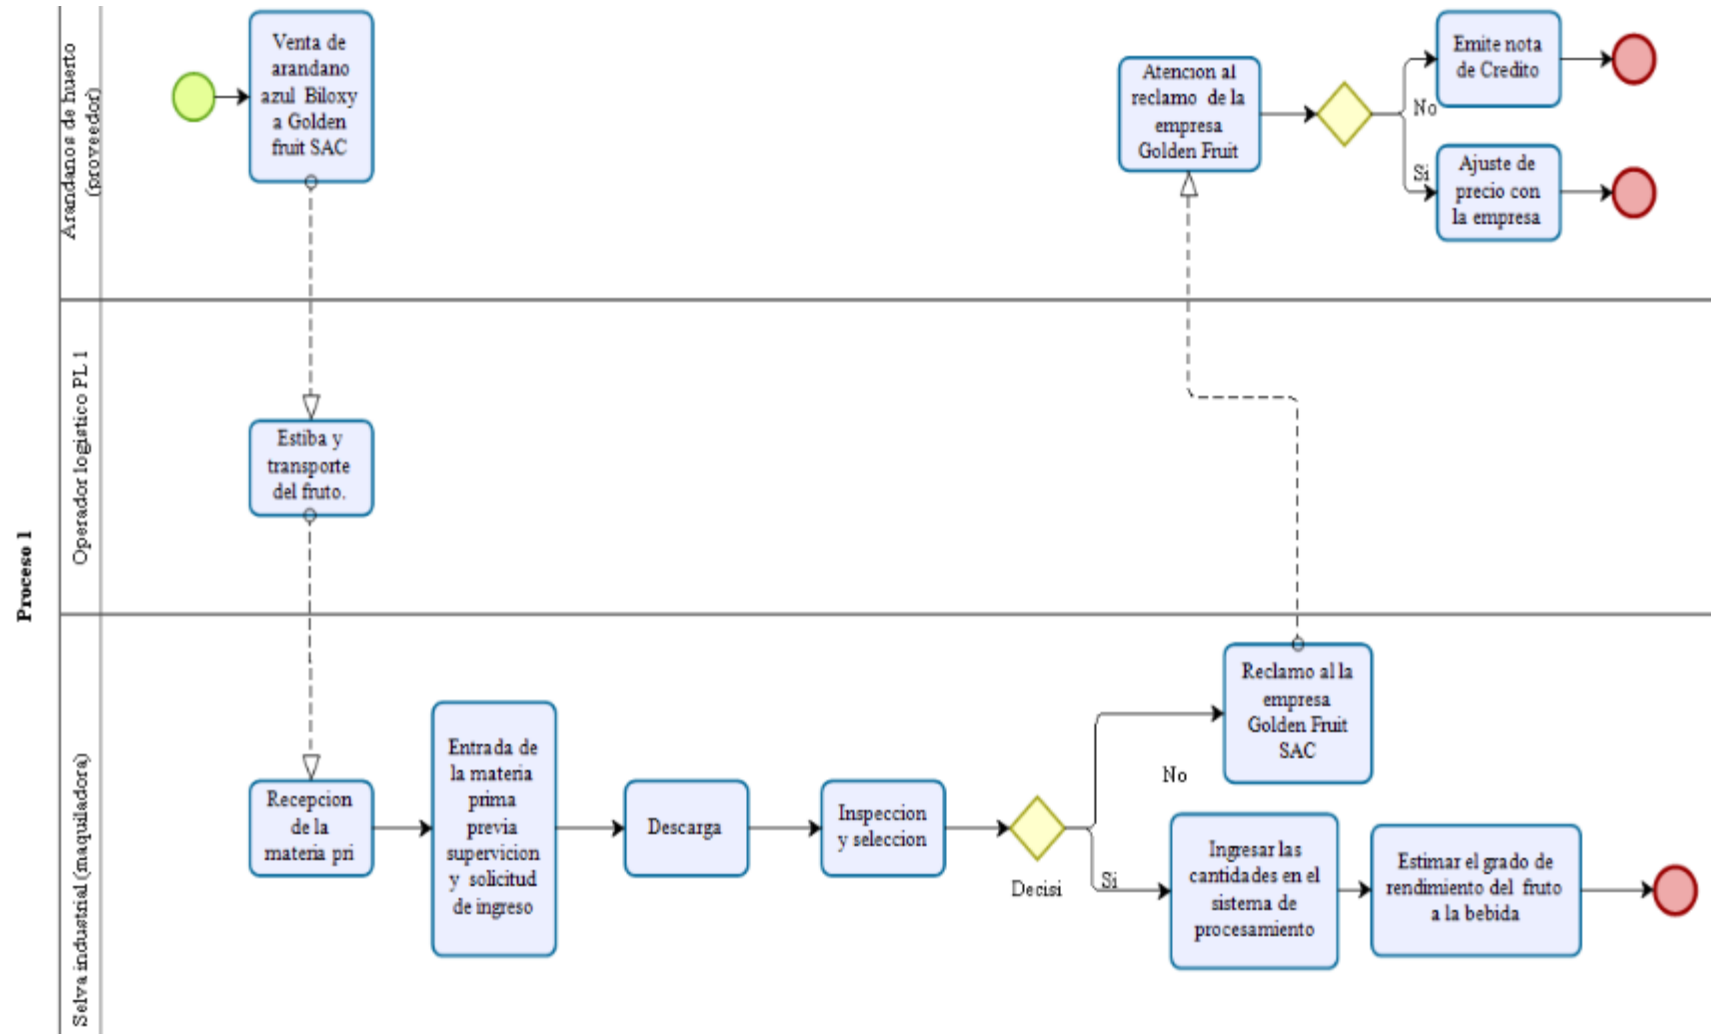 Proceso 1
Arandanos de huerto
(proveedor)
Venta de
arandano
azul Biloxy
a Golden
fruit SAC
Atencion al
reclamo de la
empresa
Golden Fruit
No
Si
Emite nota
de Credito
Ajuste de
precio con
la empresa
Operador logistico PL 1
Estiba y
transporte
del fruto.
Selva industrial (maquiladora)
Recepcion
de la
materia pri
Entrada de
la materia
prima
previa
supervicion
y solicitud
de ingreso
Descarga
Inspeccion
y seleccion
Decisi
No
Si
Reclamo al la
empresa
Golden Fruit
SAC
Ingresar las
cantidades en el
sistema de
procesamiento
Estimar el grado de
rendimiento del fruto
a la bebida